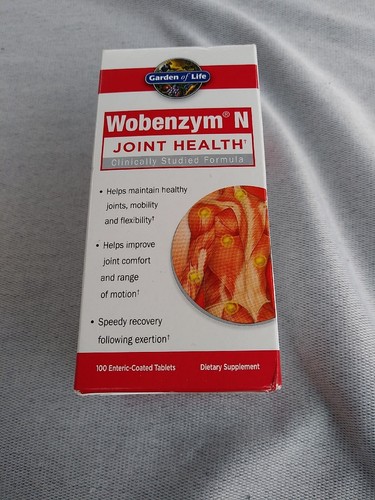 Garden of Life
Wobenzym® N
JOINT HEALTH†
Clinically Studied Formula
• Helps maintain healthy
joints, mobility
and flexibility†
• Helps improve
joint comfort
and range
of motion†
• Speedy recovery
following exertion†
100 Enteric-Coated Tablets Dietary Supplement